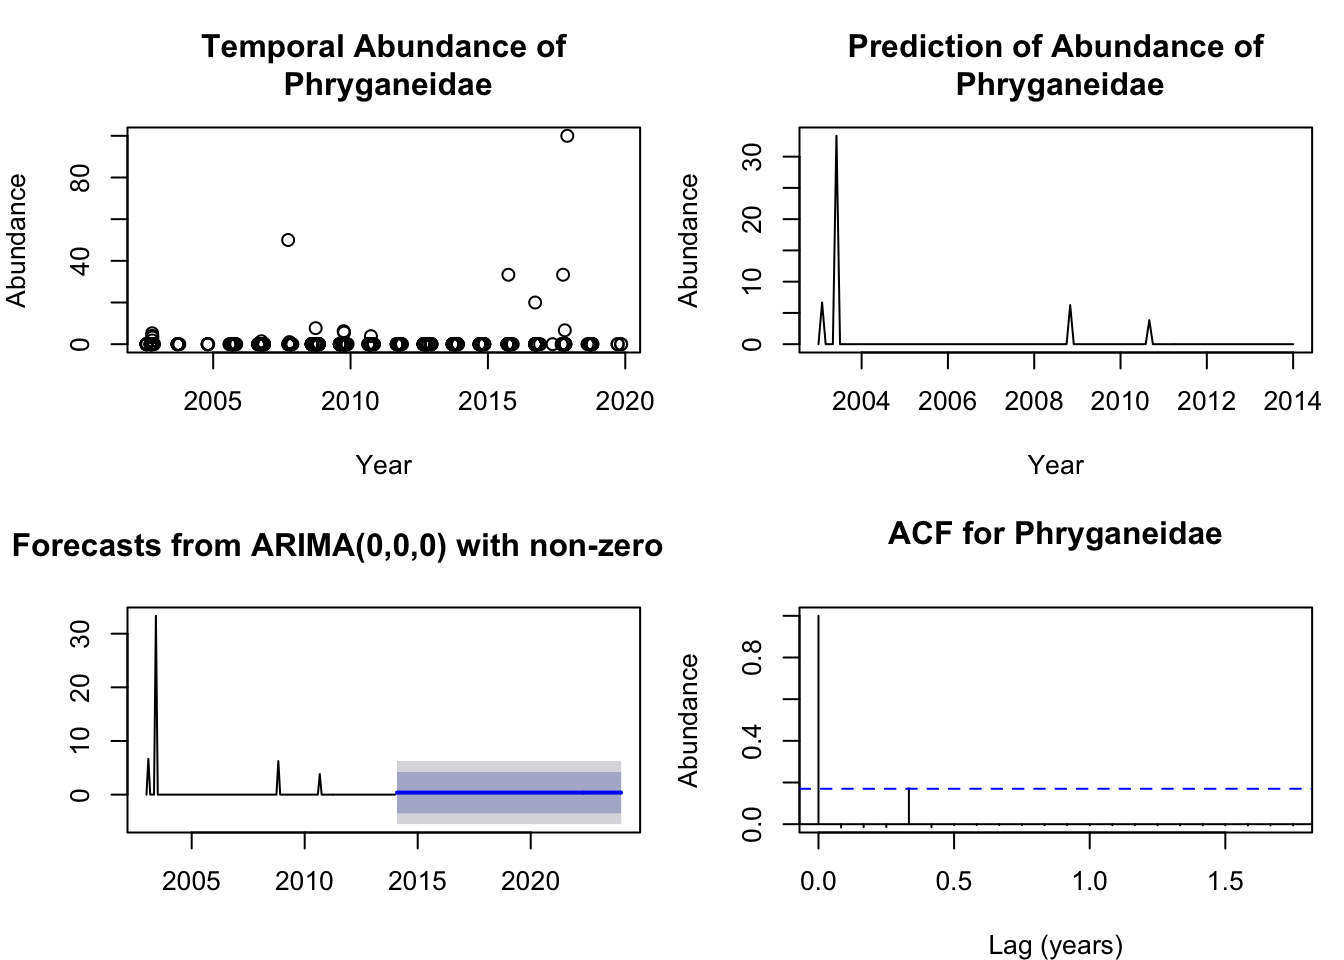 Temporal Abundance of
Phryganeidae
Abundance
80
40
0
2005 2010 2015 2020
Year
Prediction of Abundance of
Phryganeidae
Abundance
30
20
10
0
2004 2006 2008 2010 2012 2014
Year
Forecasts from ARIMA(0,0,0) with non-zero
30
20
10
0
2005 2010 2015 2020
ACF for Phryganeidae
Abundance
0.8
0.4
0.0
0.0 0.5 1.0 1.5
Lag (years)